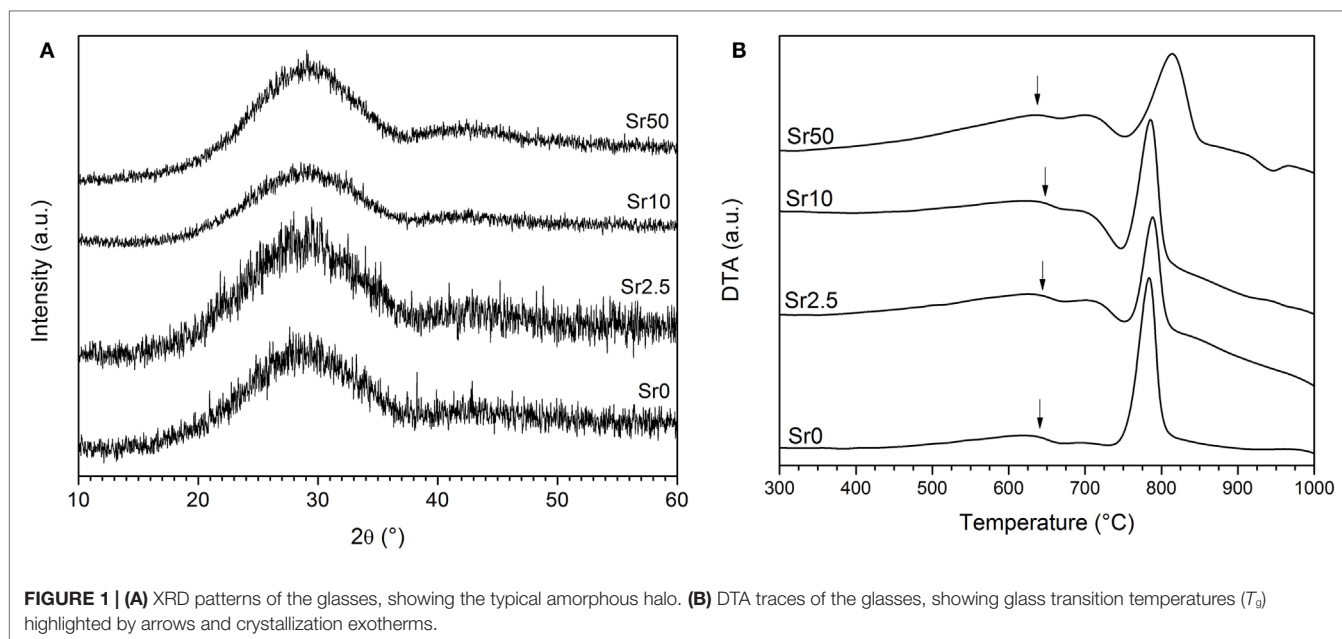 A
Intensity (a.u.)
Sr50
Sr10
Sr2.5
Sr0
10 20 30 40 50 60
2θ (°)
B
DTA (a.u.)
Sr50
Sr10
Sr2.5
Sr0
300 400 500 600 700 800 900 1000
Temperature (°C)
FIGURE 1 | (A) XRD patterns of the glasses, showing the typical amorphous halo. (B) DTA traces of the glasses, showing glass transition temperatures (Tg)
highlighted by arrows and crystallization exotherms.